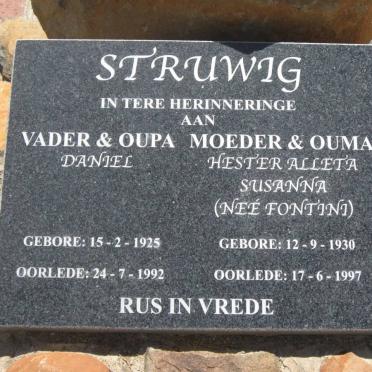 STRUWIG
IN TERE HERINNERINGE
AAN
VADER & OUPA MOEDER & OUMA
DANIEL HESTER ALLETA
SUSANNA
(NEÉ FONTINI)
GEBORE: 15 - 2 - 1925 GEBORE: 12 - 9 - 1930
OORLEDE: 24 - 7 - 1992 OORLEDE: 17 - 6 - 1997
RUS IN VREDE